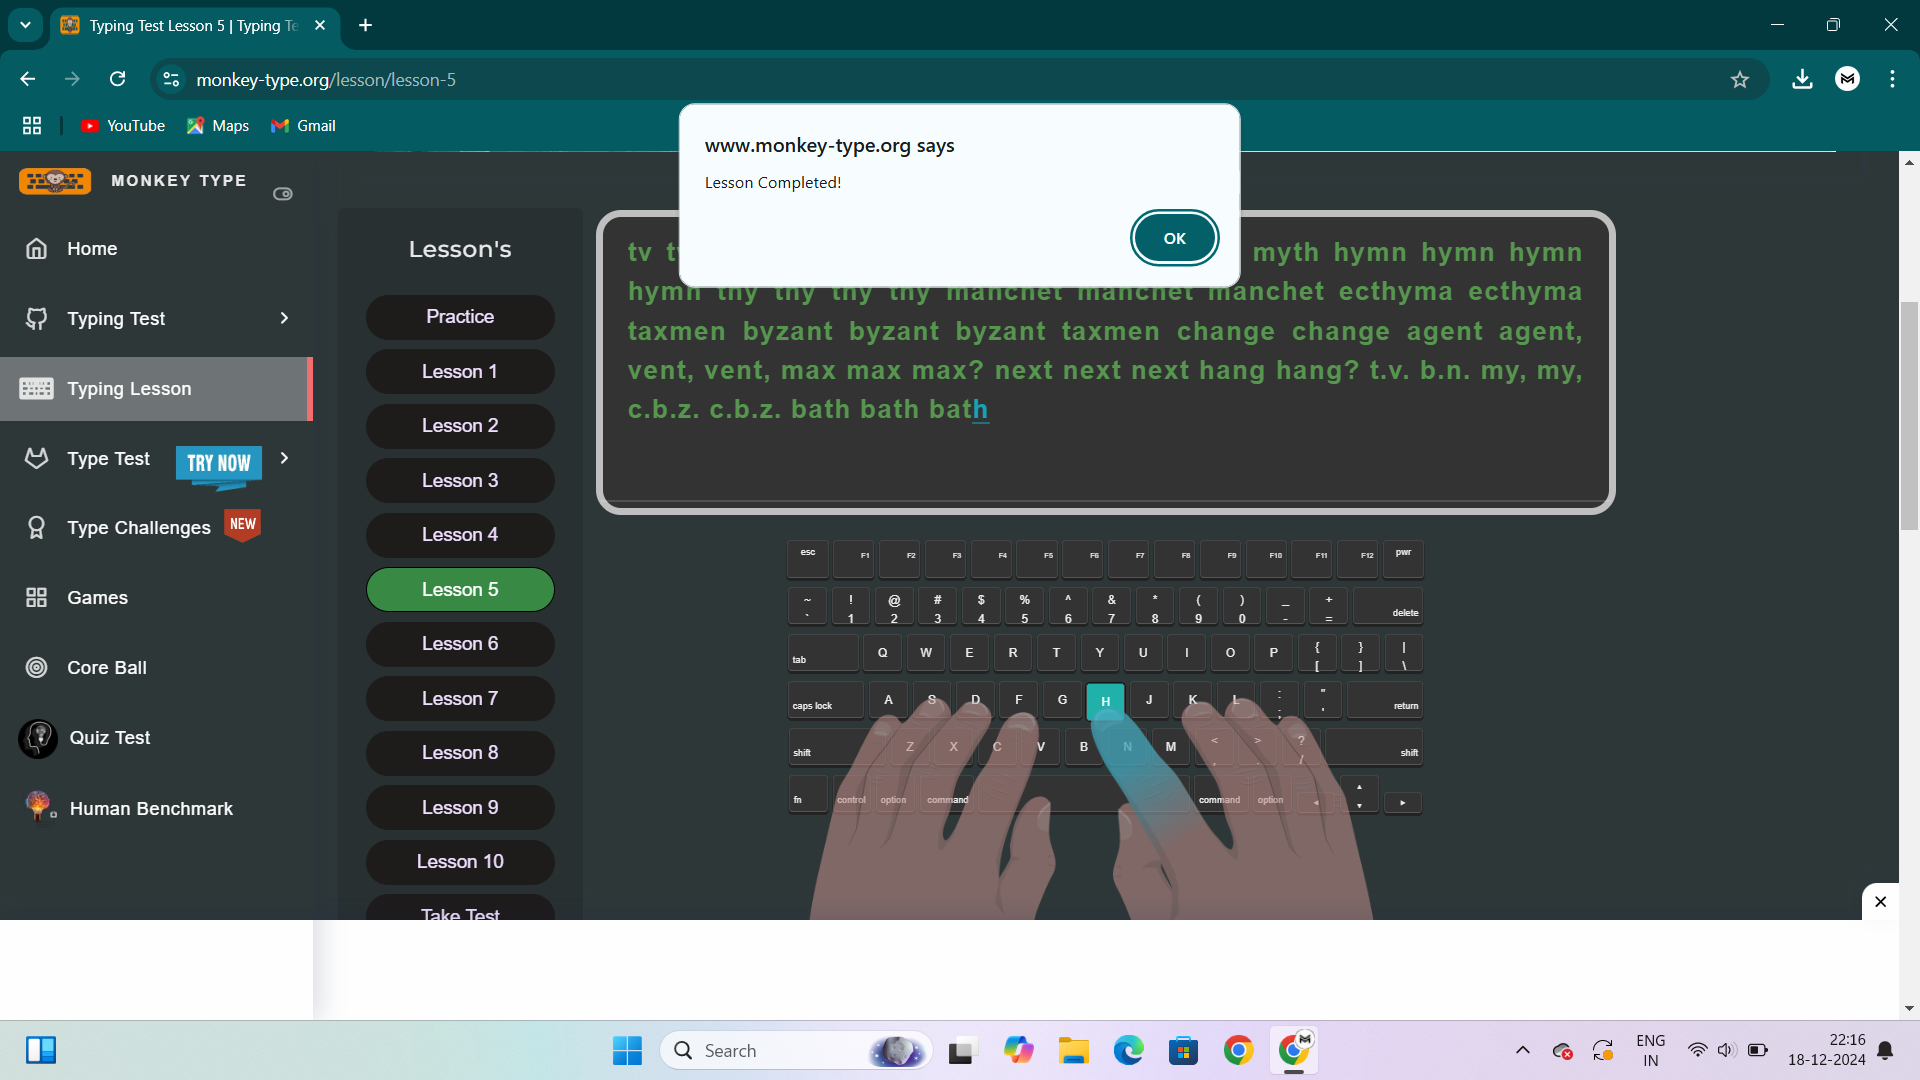 Typing Test Lesson 5 | Typing Te
monkey-type.org/lesson/lesson-5
YouTube Maps Gmail
www.monkey-type.org says
Lesson Completed!
OK
MONKEY TYPE
Home
Typing Test
Typing Lesson
Type Test TRY NOW
Type Challenges NEW
Games
Core Ball
Quiz Test
Human Benchmark
Lesson's
Practice
Lesson 1
Lesson 2
Lesson 3
Lesson 4
Lesson 5
Lesson 6
Lesson 7
Lesson 8
Lesson 9
Lesson 10
Take Test
tv myth hymn hymn hymn
hymn thy thy thy thy manchet manchet manchet ecthyma ecthyma
taxmen byzant byzant byzant taxmen change change agent agent,
vent, vent, max max max? next next next hang hang? t.v. b.n. my, my,
c.b.z. c.b.z. bath bath bath
esc F1 F2 F3 F4 F5 F6 F7 F8 F9 F10 F11 F12 pwr
~ ! @ # $ % ^ & * ( ) _ +
` 1 2 3 4 5 6 7 8 9 0 - = delete
tab Q W E R T Y U I O P { } |
[ ] \
caps lock A S D F G H J K L : " return
; '
shift Z X C V B N M < > ? shift
, . /
fn control option command command option ◂ ▴ ▾ ▸
Search
ENG
IN
22:16
18-12-2024